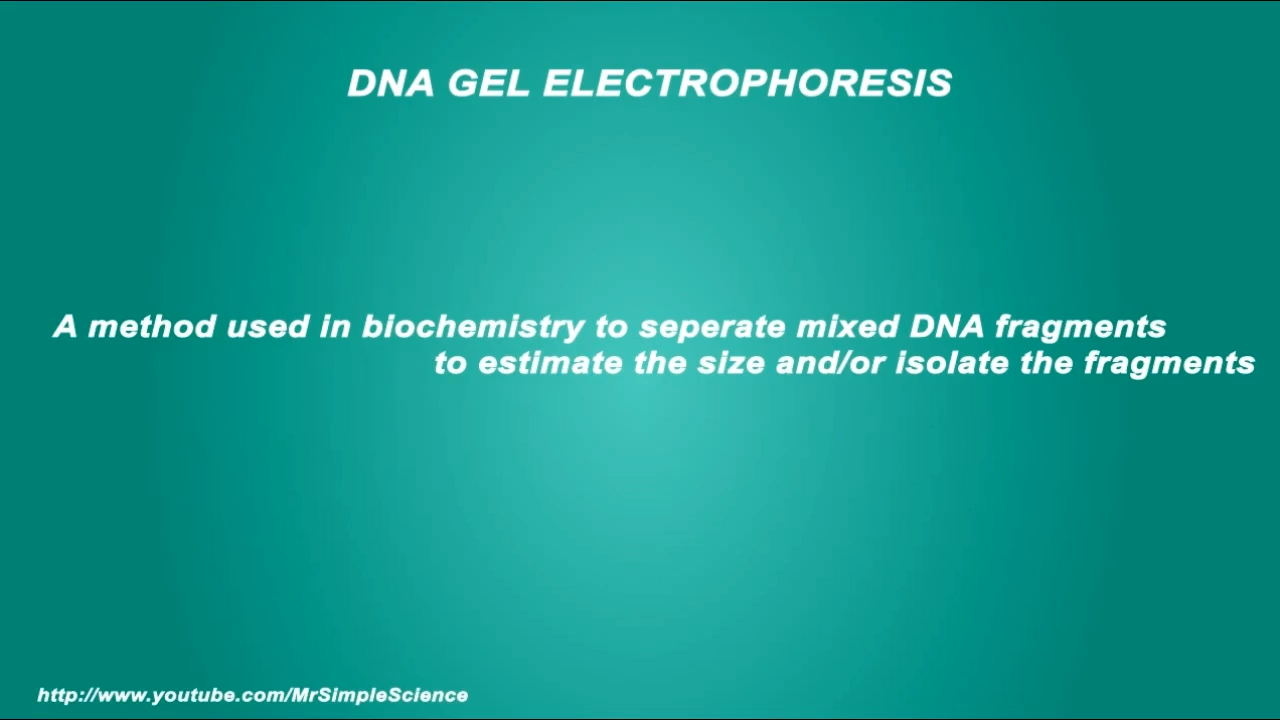 DNA GEL ELECTROPHORESIS
A method used in biochemistry to seperate mixed DNA fragments
to estimate the size and/or isolate the fragments
http://www.youtube.com/MrSimpleScience